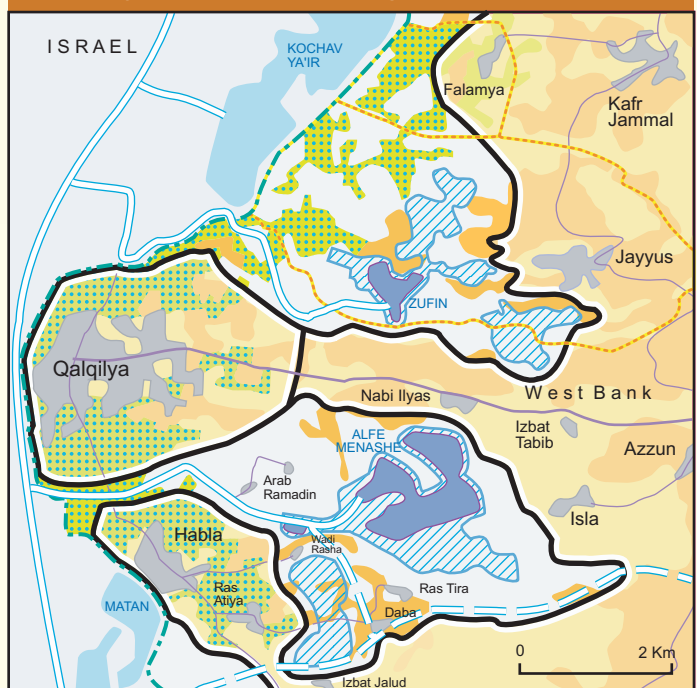 ISRAEL
KOCHAV
YA'IR
Falamya
Kafr
Jammal
Jayyus
ZUFIN
Qalqilya
Nabi Ilyas
West Bank
Izbat
Tabib
ALFE
MENASHE
Azzun
Arab
Ramadin
Isla
Habla
Wadi
Rasha
Ras
Atiya
Ras Tira
MATAN
Daba
0 2 Km
Izbat Jalud